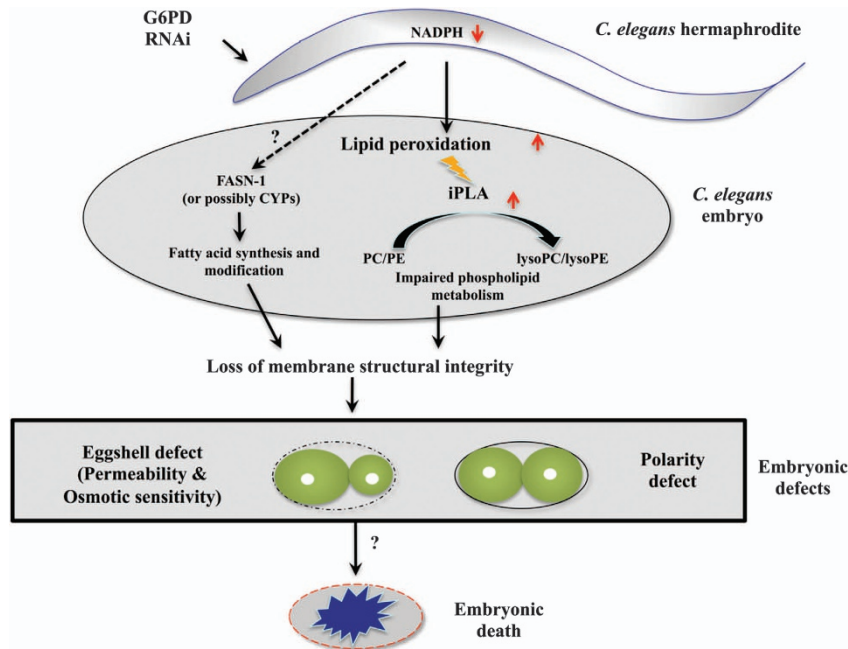 G6PD
RNAi
NADPH
C. elegans hermaphrodite
?
Lipid peroxidation
FASN-1
(or possibly CYPs)
iPLA
C. elegans
embryo
Fatty acid synthesis and
modification
PC/PE
lysoPC/lysoPE
Impaired phospholipid
metabolism
Loss of membrane structural integrity
Eggshell defect
(Permeability &
Osmotic sensitivity)
Polarity
defect
Embryonic
defects
?
Embryonic
death